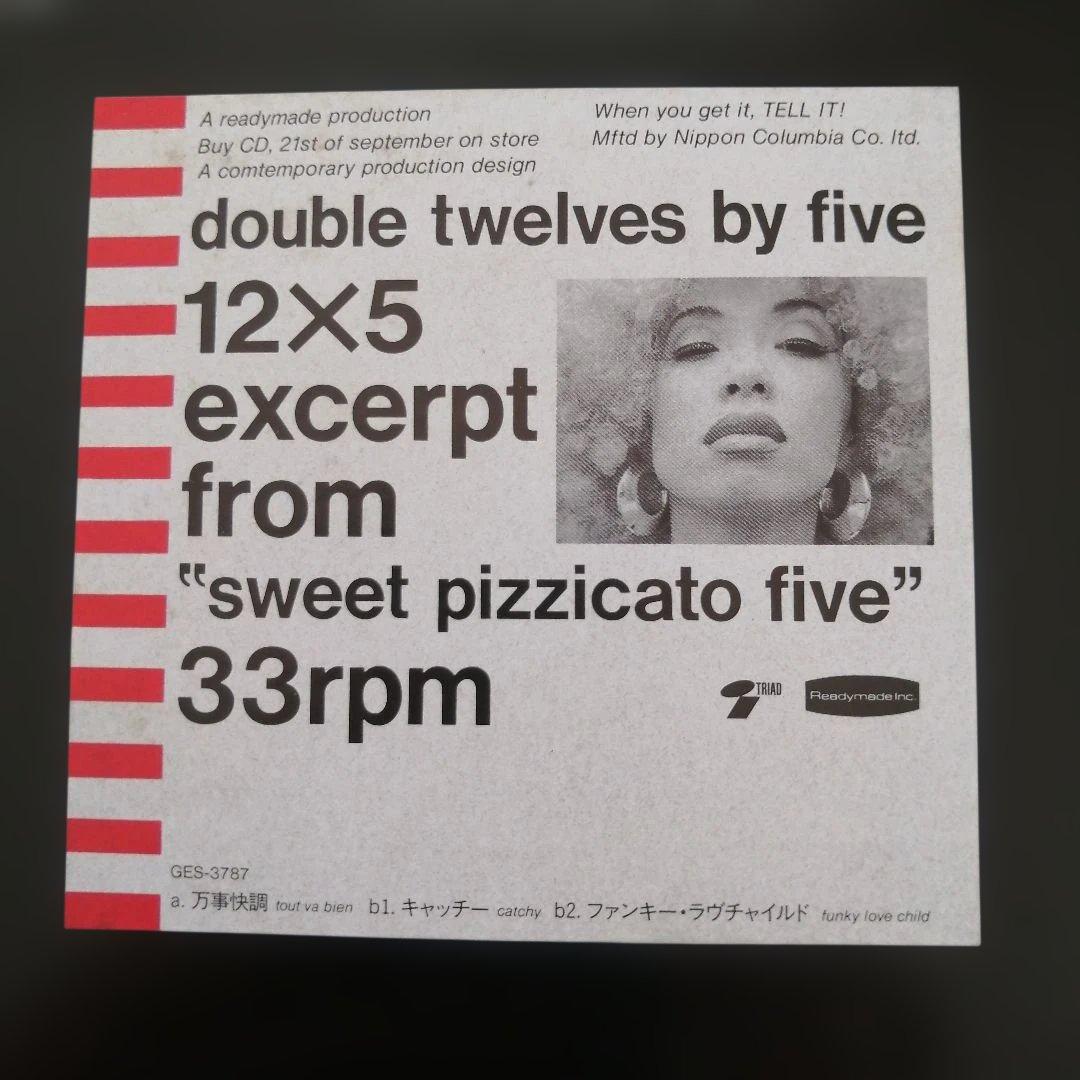 A readymade production
Buy CD, 21st of september on store
A comtemporary production design
When you get it, TELL IT!
Mftd by Nippon Columbia Co. ltd.
double twelves by five
12×5
excerpt
from
“sweet pizzicato five”
33rpm
TRIAD
Readymade Inc.
GES-3787
a. 万事快調 tout va bien b1. キャッチー catchy b2. ファンキー・ラヴチャイルド funky love child